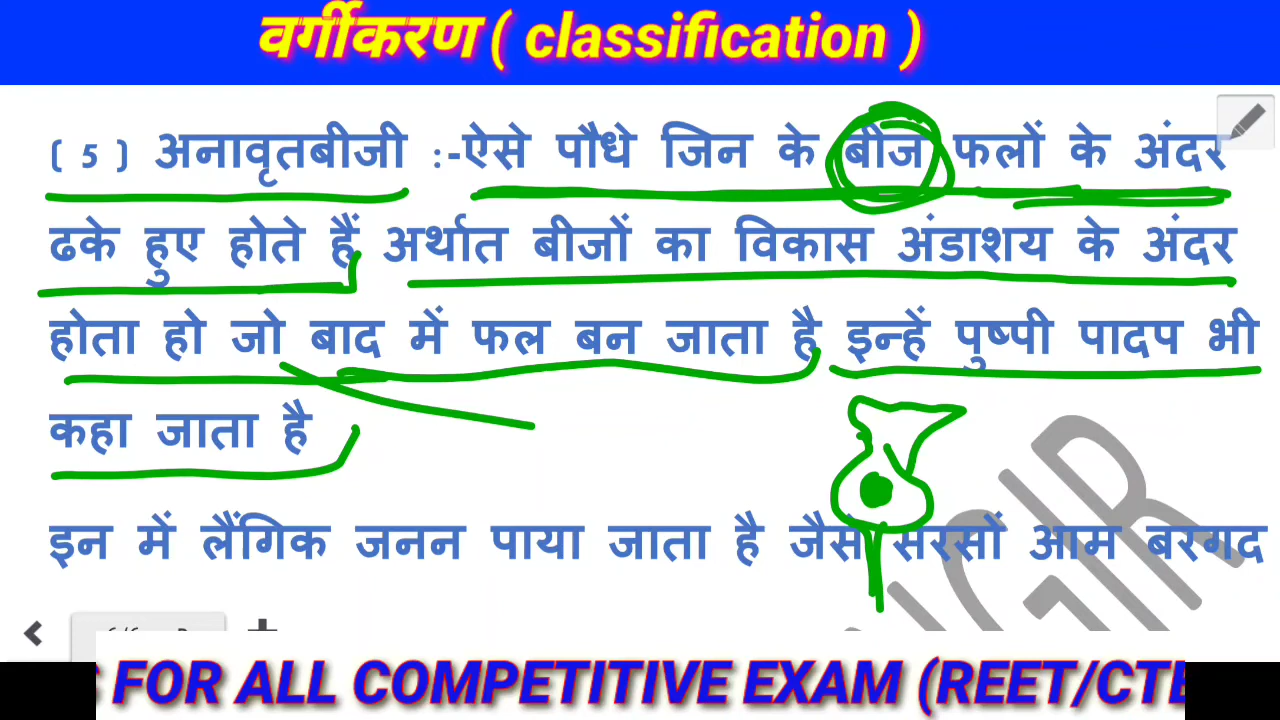 वर्गीकरण ( classification )
( 5 ) अनावृतबीजी :-ऐसे पौधे जिन के बीज फलों के अंदर
ढके हुए होते हैं अर्थात बीजों का विकास अंडाशय के अंदर
होता हो जो बाद में फल बन जाता है इन्हें पुष्पी पादप भी
कहा जाता है
इन में लैंगिक जनन पाया जाता है जैसे सरसों आम बरगद
FOR ALL COMPETITIVE EXAM (REET/CTE